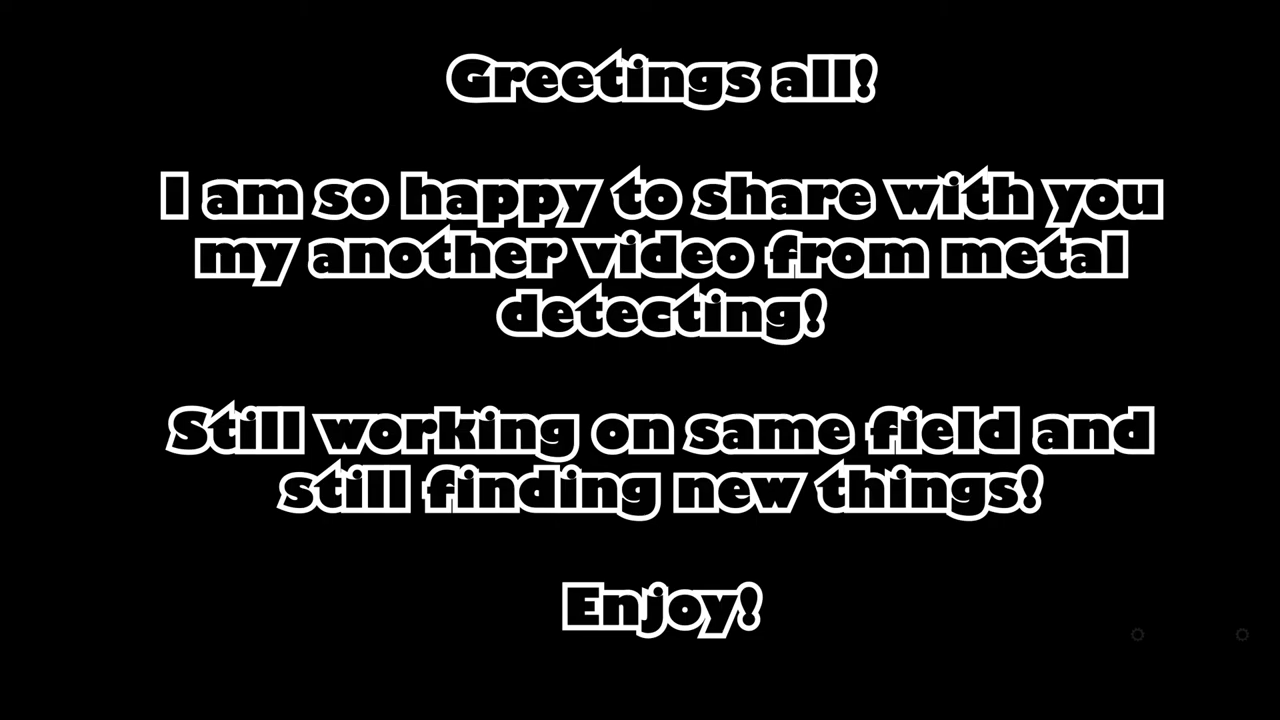 Greetings all!
I am so happy to share with you
my another video from metal
detecting!
Still working on same field and
still finding new things!
Enjoy!